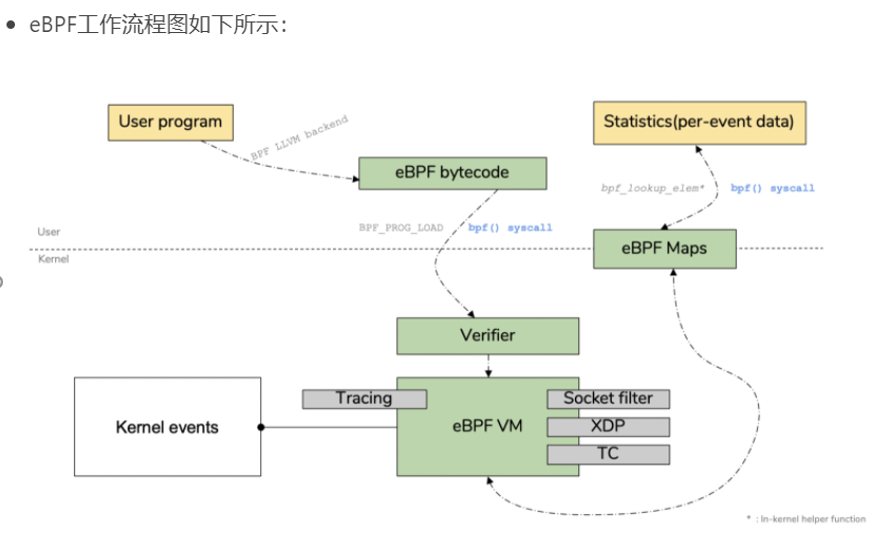 • eBPF工作流程图如下所示：
User program
BPF LLVM backend
Statistics(per-event data)
eBPF bytecode
bpf_lookup_elem*
bpf() syscall
BPF_PROG_LOAD
bpf() syscall
User
Kernel
eBPF Maps
Verifier
Tracing
Socket filter
Kernel events
eBPF VM
XDP
TC
* : In-kernel helper function